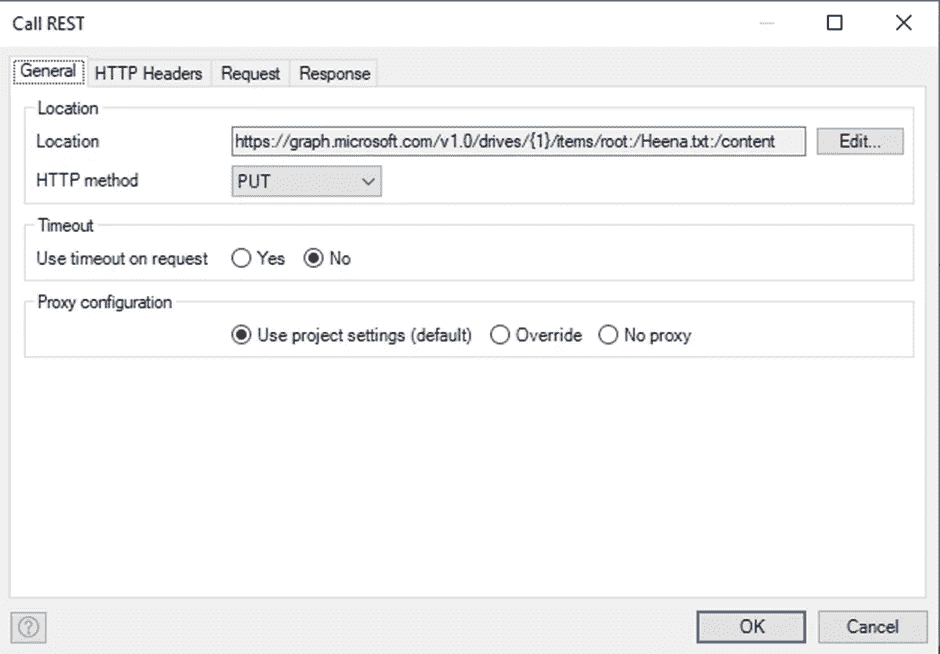 Call REST
General HTTP Headers Request Response
Location
Location https://graph.microsoft.com/v1.0/drives/{1}/items/root:/Heena.txt:/content Edit...
HTTP method PUT
Timeout
Use timeout on request Yes No
Proxy configuration
Use project settings (default) Override No proxy
? OK Cancel